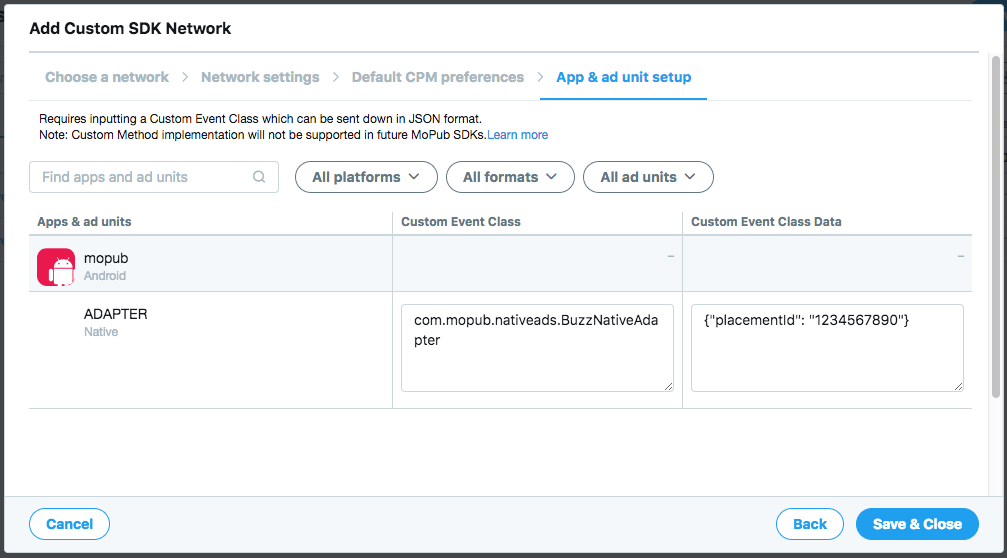 Add Custom SDK Network
Choose a network > Network settings > Default CPM preferences > App & ad unit setup
Requires inputting a Custom Event Class which can be sent down in JSON format.
Note: Custom Method implementation will not be supported in future MoPub SDKs.Learn more
Find apps and ad units
All platforms
All formats
All ad units
Apps & ad units
Custom Event Class
Custom Event Class Data
mopub
–
–
Android
ADAPTER
Native
com.mopub.nativeads.BuzzNativeAda
pter
{"placementId": "1234567890"}
Cancel
Back
Save & Close